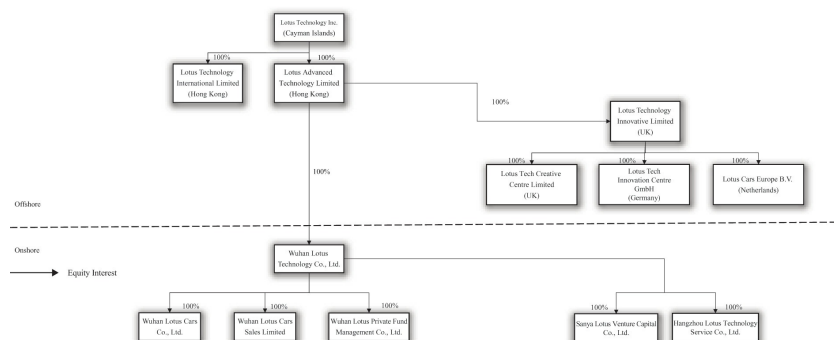 Lotus Technology Inc.
(Cayman Islands)
100%
100%
Lotus Technology
International Limited
(Hong Kong)
Lotus Advanced
Technology Limited
(Hong Kong)
100%
Lotus Technology
Innovative Limited
(UK)
100%
100%
100%
100%
Lotus Tech Creative
Centre Limited
(UK)
Lotus Tech
Innovation Centre
GmbH
(Germany)
Lotus Cars Europe B.V.
(Netherlands)
Offshore
Onshore
Wuhan Lotus
Technology Co., Ltd.
Equity Interest
100%
100%
100%
100%
100%
Wuhan Lotus Cars
Co., Ltd.
Wuhan Lotus Cars
Sales Limited
Wuhan Lotus Private Fund
Management Co., Ltd.
Sanya Lotus Venture Capital
Co., Ltd.
Hangzhou Lotus Technology
Service Co., Ltd.